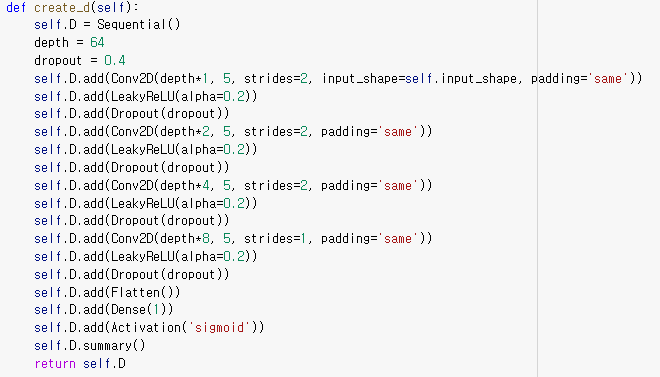 def create_d(self):
    self.D = Sequential()
    depth = 64
    dropout = 0.4
    self.D.add(Conv2D(depth*1, 5, strides=2, input_shape=self.input_shape, padding='same'))
    self.D.add(LeakyReLU(alpha=0.2))
    self.D.add(Dropout(dropout))
    self.D.add(Conv2D(depth*2, 5, strides=2, padding='same'))
    self.D.add(LeakyReLU(alpha=0.2))
    self.D.add(Dropout(dropout))
    self.D.add(Conv2D(depth*4, 5, strides=2, padding='same'))
    self.D.add(LeakyReLU(alpha=0.2))
    self.D.add(Dropout(dropout))
    self.D.add(Conv2D(depth*8, 5, strides=1, padding='same'))
    self.D.add(LeakyReLU(alpha=0.2))
    self.D.add(Dropout(dropout))
    self.D.add(Flatten())
    self.D.add(Dense(1))
    self.D.add(Activation('sigmoid'))
    self.D.summary()
    return self.D